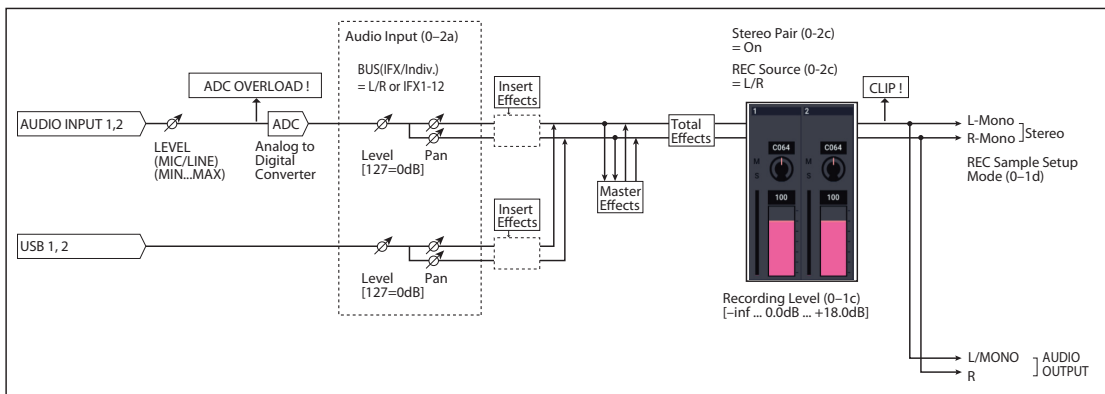 Audio Input (0–2a)
BUS(IFX/Indiv.)
= L/R or IFX1-12
Stereo Pair (0-2c)
= On
REC Source (0-2c)
= L/R
ADC OVERLOAD !
Insert
Effects
CLIP !
AUDIO INPUT 1,2
LEVEL
(MIC/LINE)
(MIN...MAX)
ADC
Analog to
Digital
Converter
Level
[127=0dB]
Pan
Total
Effects
Master
Effects
1
2
C064
C064
M
S
M
S
100
100
L-Mono
R-Mono
Stereo
REC Sample Setup
Mode (0–1d)
Insert
Effects
USB 1, 2
Level
[127=0dB]
Pan
Recording Level (0–1c)
[–inf ... 0.0dB ... +18.0dB]
L/MONO
R
AUDIO
OUTPUT